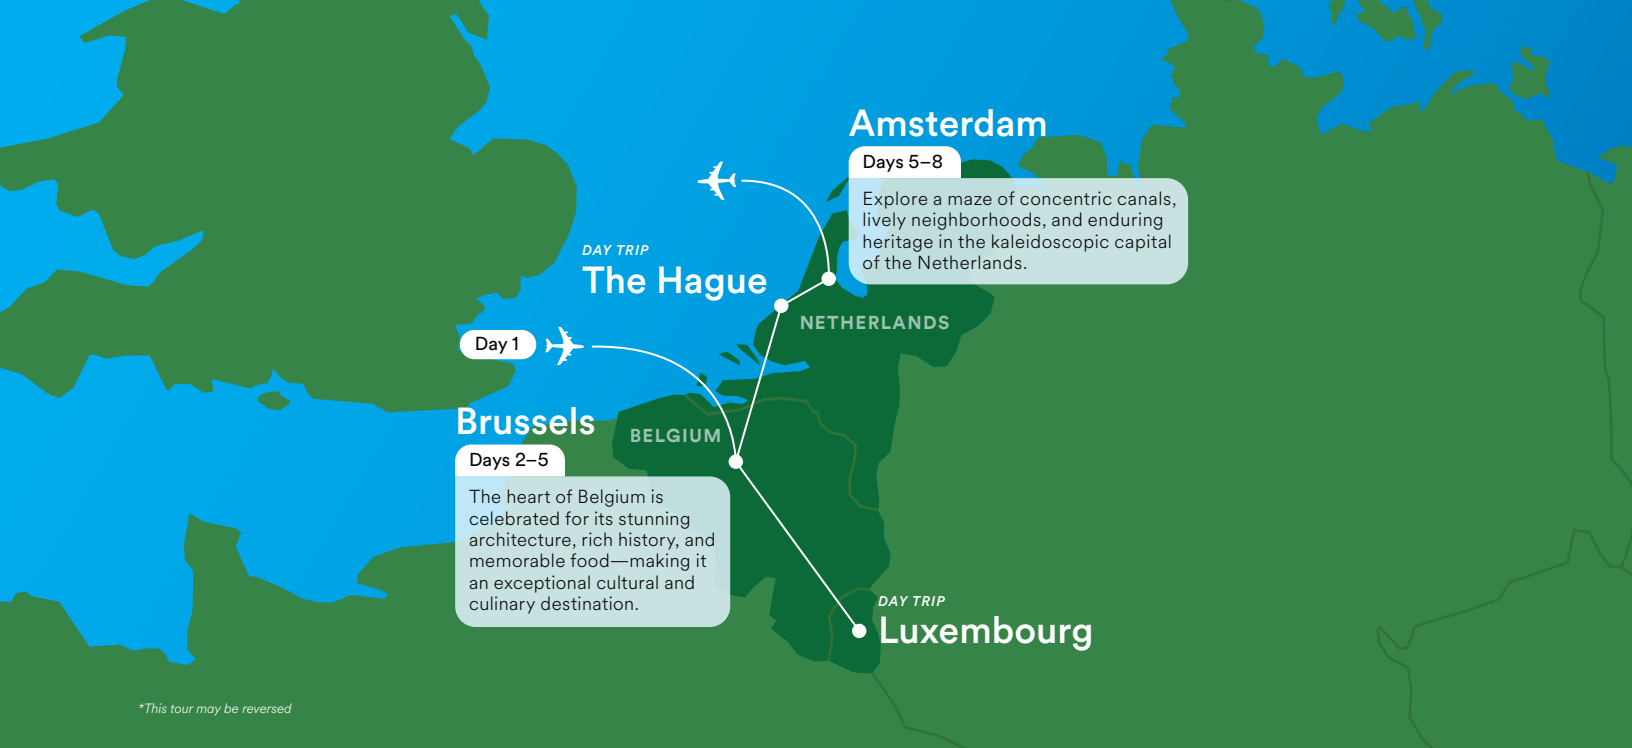 Amsterdam
Days 5–8
Explore a maze of concentric canals,
lively neighborhoods, and enduring
heritage in the kaleidoscopic capital
of the Netherlands.
DAY TRIP
The Hague
NETHERLANDS
Day 1
Brussels
BELGIUM
Days 2–5
The heart of Belgium is
celebrated for its stunning
architecture, rich history, and
memorable food—making it
an exceptional cultural and
culinary destination.
DAY TRIP
Luxembourg
*This tour may be reversed